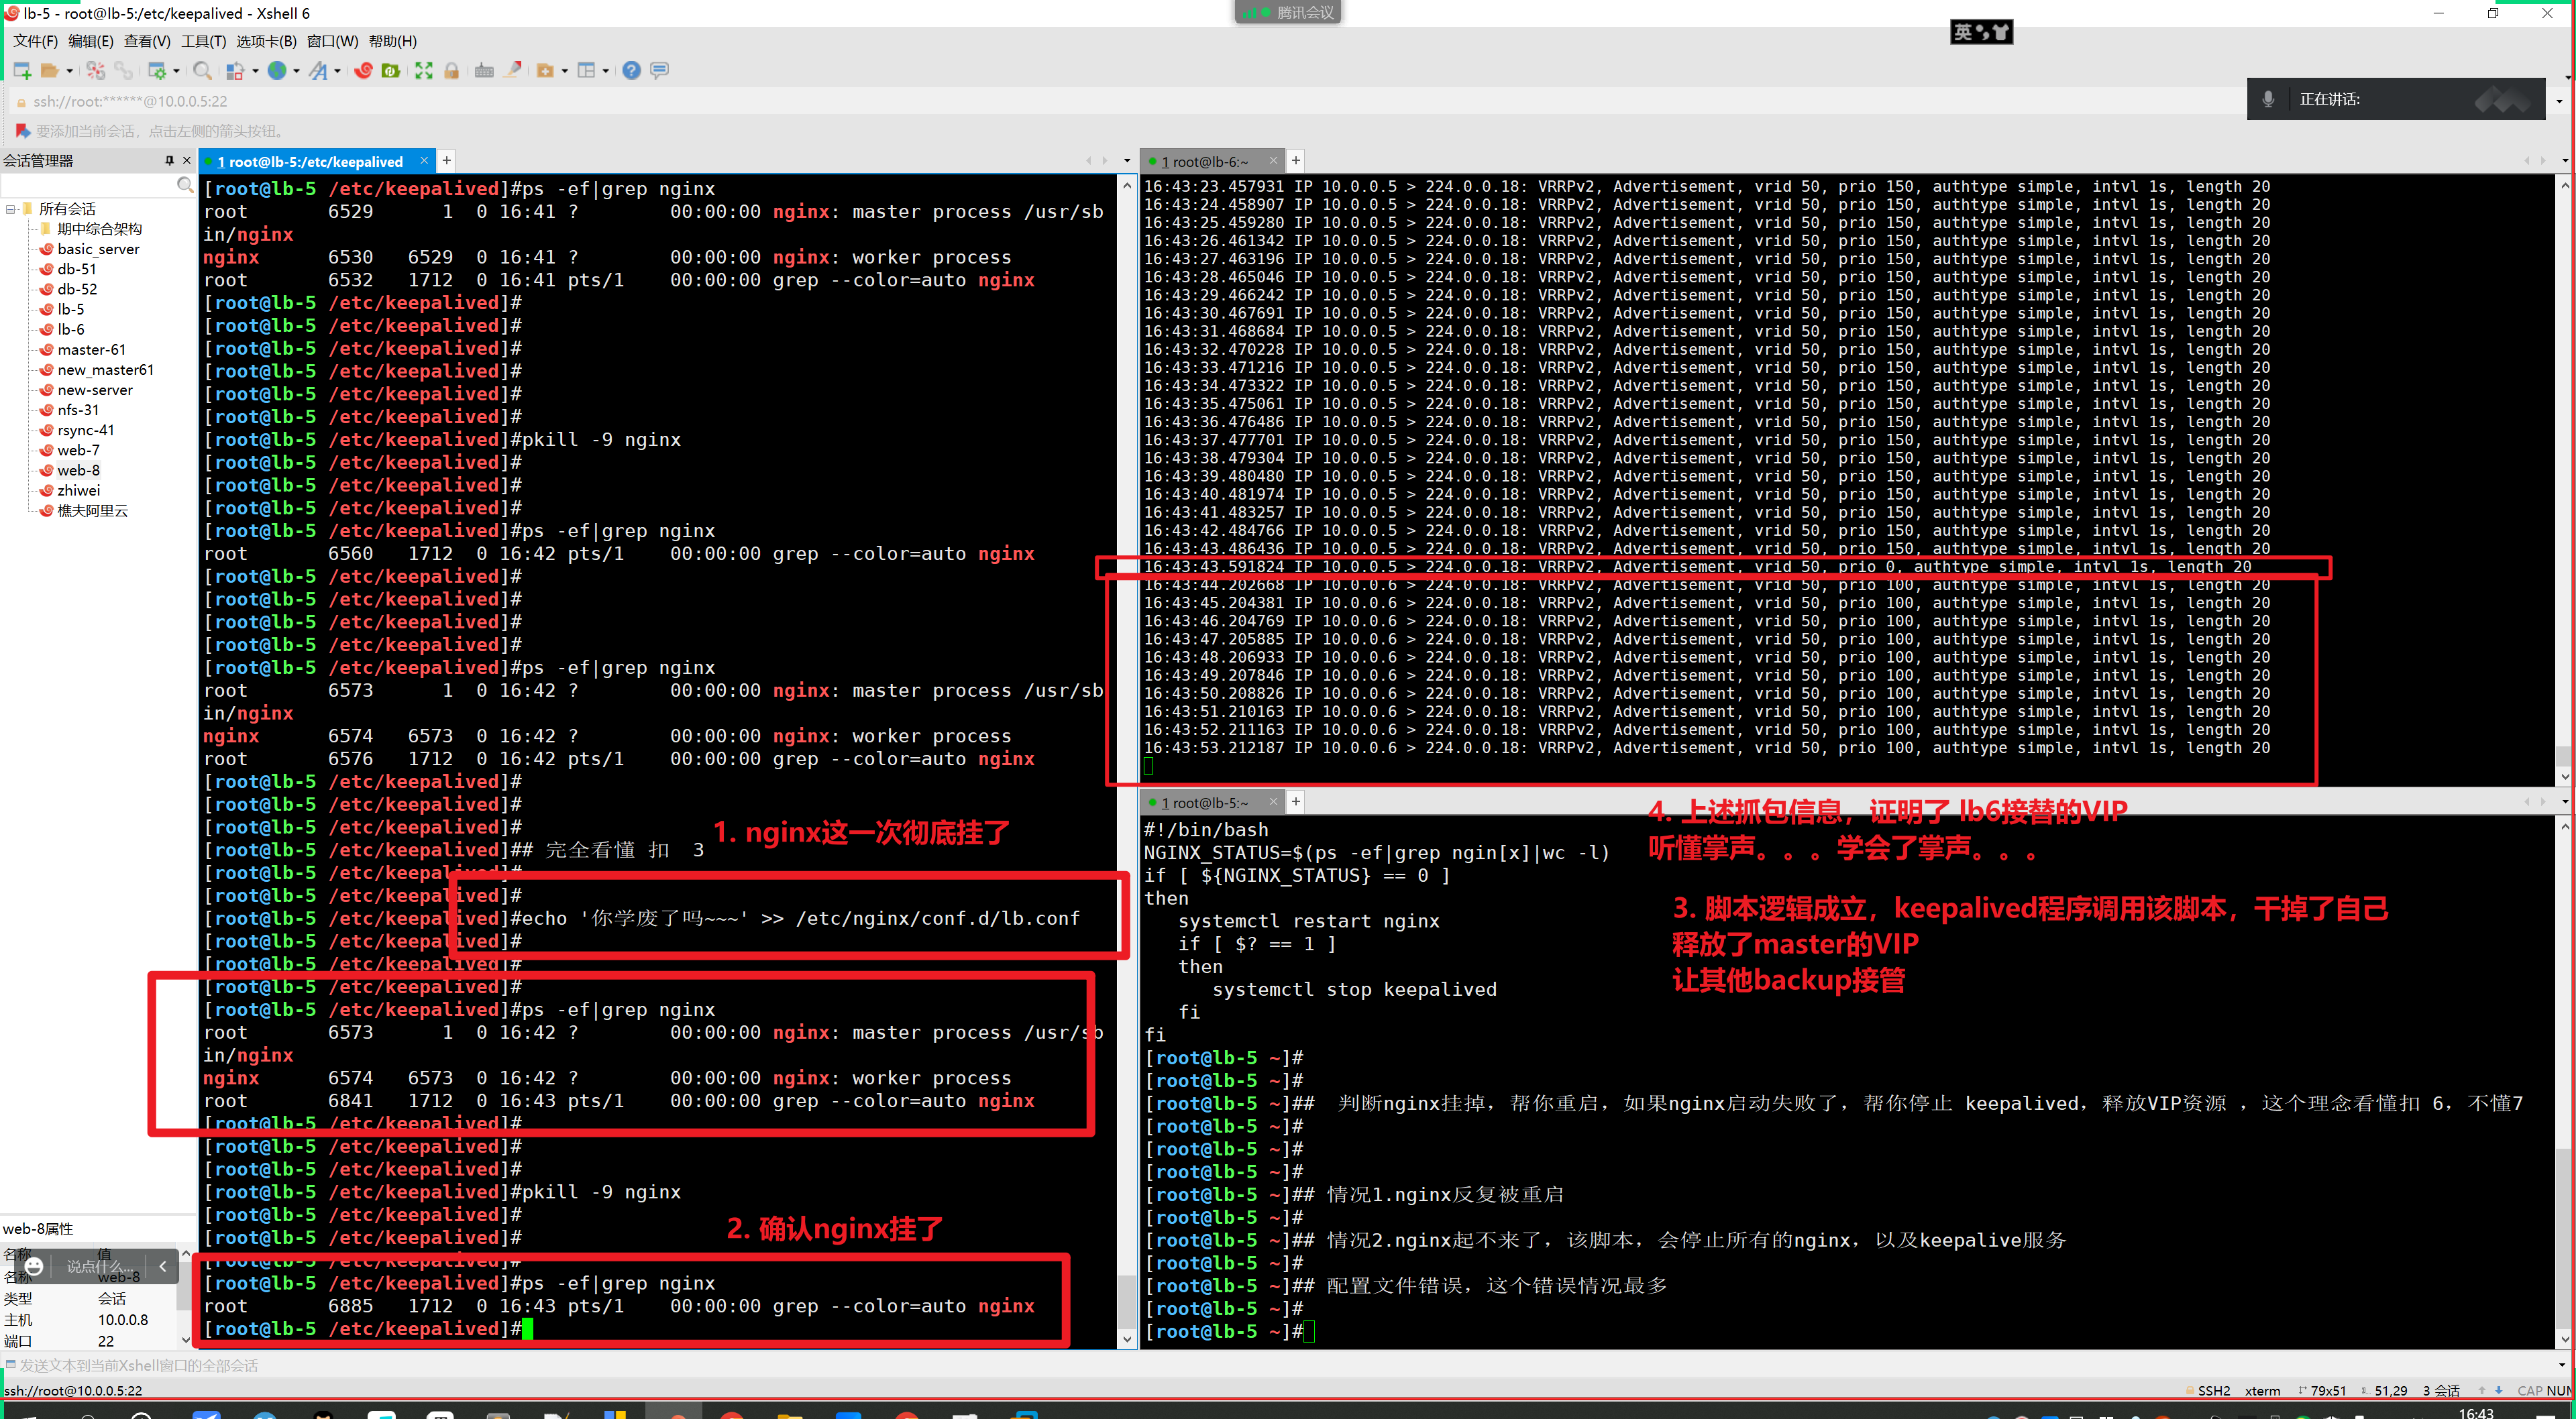 lb-5 - root@lb-5:/etc/keepalived - Xshell 6
腾讯会议
文件(F) 编辑(E) 查看(V) 工具(T) 选项卡(B) 窗口(W) 帮助(H)
英
ssh://root:******@10.0.0.5:22
正在讲话:
要添加当前会话，点击左侧的箭头按钮。
会话管理器
所有会话
期中综合架构
basic_server
db-51
db-52
lb-5
lb-6
master-61
new_master61
new-server
nfs-31
rsync-41
web-7
web-8
zhiwei
樵夫阿里云
web-8属性
名称 值
名称 web-8
说点什么...
类型 会话
主机 10.0.0.8
端口 22
1 root@lb-5:/etc/keepalived
[root@lb-5 /etc/keepalived]#ps -ef|grep nginx
root 6529 1 0 16:41 ? 00:00:00 nginx: master process /usr/sb
in/nginx
nginx 6530 6529 0 16:41 ? 00:00:00 nginx: worker process
root 6532 1712 0 16:41 pts/1 00:00:00 grep --color=auto nginx
[root@lb-5 /etc/keepalived]#
[root@lb-5 /etc/keepalived]#
[root@lb-5 /etc/keepalived]#
[root@lb-5 /etc/keepalived]#
[root@lb-5 /etc/keepalived]#
[root@lb-5 /etc/keepalived]#
[root@lb-5 /etc/keepalived]#pkill -9 nginx
[root@lb-5 /etc/keepalived]#
[root@lb-5 /etc/keepalived]#
[root@lb-5 /etc/keepalived]#
[root@lb-5 /etc/keepalived]#ps -ef|grep nginx
root 6560 1712 0 16:42 pts/1 00:00:00 grep --color=auto nginx
[root@lb-5 /etc/keepalived]#
[root@lb-5 /etc/keepalived]#
[root@lb-5 /etc/keepalived]#
[root@lb-5 /etc/keepalived]#
[root@lb-5 /etc/keepalived]#ps -ef|grep nginx
root 6573 1 0 16:42 ? 00:00:00 nginx: master process /usr/sb
in/nginx
nginx 6574 6573 0 16:42 ? 00:00:00 nginx: worker process
root 6576 1712 0 16:42 pts/1 00:00:00 grep --color=auto nginx
[root@lb-5 /etc/keepalived]#
[root@lb-5 /etc/keepalived]#
[root@lb-5 /etc/keepalived]#
1. nginx这一次彻底挂了
[root@lb-5 /etc/keepalived]## 完全看懂 扣 3
[root@lb-5 /etc/keepalived]#
[root@lb-5 /etc/keepalived]#
[root@lb-5 /etc/keepalived]#echo '你学废了吗~~~' >> /etc/nginx/conf.d/lb.conf
[root@lb-5 /etc/keepalived]#
[root@lb-5 /etc/keepalived]#
[root@lb-5 /etc/keepalived]#
[root@lb-5 /etc/keepalived]#ps -ef|grep nginx
root 6573 1 0 16:42 ? 00:00:00 nginx: master process /usr/sb
in/nginx
nginx 6574 6573 0 16:42 ? 00:00:00 nginx: worker process
root 6841 1712 0 16:43 pts/1 00:00:00 grep --color=auto nginx
[root@lb-5 /etc/keepalived]#
[root@lb-5 /etc/keepalived]#
[root@lb-5 /etc/keepalived]#
[root@lb-5 /etc/keepalived]#pkill -9 nginx
[root@lb-5 /etc/keepalived]#
[root@lb-5 /etc/keepalived]#
2. 确认nginx挂了
[root@lb-5 /etc/keepalived]#
[root@lb-5 /etc/keepalived]#ps -ef|grep nginx
root 6885 1712 0 16:43 pts/1 00:00:00 grep --color=auto nginx
[root@lb-5 /etc/keepalived]#
1 root@lb-6:~
16:43:23.457931 IP 10.0.0.5 > 224.0.0.18: VRRPv2, Advertisement, vrid 50, prio 150, authtype simple, intvl 1s, length 20
16:43:24.458907 IP 10.0.0.5 > 224.0.0.18: VRRPv2, Advertisement, vrid 50, prio 150, authtype simple, intvl 1s, length 20
16:43:25.459280 IP 10.0.0.5 > 224.0.0.18: VRRPv2, Advertisement, vrid 50, prio 150, authtype simple, intvl 1s, length 20
16:43:26.461342 IP 10.0.0.5 > 224.0.0.18: VRRPv2, Advertisement, vrid 50, prio 150, authtype simple, intvl 1s, length 20
16:43:27.463196 IP 10.0.0.5 > 224.0.0.18: VRRPv2, Advertisement, vrid 50, prio 150, authtype simple, intvl 1s, length 20
16:43:28.465046 IP 10.0.0.5 > 224.0.0.18: VRRPv2, Advertisement, vrid 50, prio 150, authtype simple, intvl 1s, length 20
16:43:29.466242 IP 10.0.0.5 > 224.0.0.18: VRRPv2, Advertisement, vrid 50, prio 150, authtype simple, intvl 1s, length 20
16:43:30.467691 IP 10.0.0.5 > 224.0.0.18: VRRPv2, Advertisement, vrid 50, prio 150, authtype simple, intvl 1s, length 20
16:43:31.468684 IP 10.0.0.5 > 224.0.0.18: VRRPv2, Advertisement, vrid 50, prio 150, authtype simple, intvl 1s, length 20
16:43:32.470228 IP 10.0.0.5 > 224.0.0.18: VRRPv2, Advertisement, vrid 50, prio 150, authtype simple, intvl 1s, length 20
16:43:33.471216 IP 10.0.0.5 > 224.0.0.18: VRRPv2, Advertisement, vrid 50, prio 150, authtype simple, intvl 1s, length 20
16:43:34.473322 IP 10.0.0.5 > 224.0.0.18: VRRPv2, Advertisement, vrid 50, prio 150, authtype simple, intvl 1s, length 20
16:43:35.475061 IP 10.0.0.5 > 224.0.0.18: VRRPv2, Advertisement, vrid 50, prio 150, authtype simple, intvl 1s, length 20
16:43:36.476486 IP 10.0.0.5 > 224.0.0.18: VRRPv2, Advertisement, vrid 50, prio 150, authtype simple, intvl 1s, length 20
16:43:37.477701 IP 10.0.0.5 > 224.0.0.18: VRRPv2, Advertisement, vrid 50, prio 150, authtype simple, intvl 1s, length 20
16:43:38.479304 IP 10.0.0.5 > 224.0.0.18: VRRPv2, Advertisement, vrid 50, prio 150, authtype simple, intvl 1s, length 20
16:43:39.480480 IP 10.0.0.5 > 224.0.0.18: VRRPv2, Advertisement, vrid 50, prio 150, authtype simple, intvl 1s, length 20
16:43:40.481974 IP 10.0.0.5 > 224.0.0.18: VRRPv2, Advertisement, vrid 50, prio 150, authtype simple, intvl 1s, length 20
16:43:41.483257 IP 10.0.0.5 > 224.0.0.18: VRRPv2, Advertisement, vrid 50, prio 150, authtype simple, intvl 1s, length 20
16:43:42.484766 IP 10.0.0.5 > 224.0.0.18: VRRPv2, Advertisement, vrid 50, prio 150, authtype simple, intvl 1s, length 20
16:43:43.486436 IP 10.0.0.5 > 224.0.0.18: VRRPv2, Advertisement, vrid 50, prio 150, authtype simple, intvl 1s, length 20
16:43:43.591824 IP 10.0.0.5 > 224.0.0.18: VRRPv2, Advertisement, vrid 50, prio 0, authtype simple, intvl 1s, length 20
16:43:44.202668 IP 10.0.0.6 > 224.0.0.18: VRRPv2, Advertisement, vrid 50, prio 100, authtype simple, intvl 1s, length 20
16:43:45.204381 IP 10.0.0.6 > 224.0.0.18: VRRPv2, Advertisement, vrid 50, prio 100, authtype simple, intvl 1s, length 20
16:43:46.204769 IP 10.0.0.6 > 224.0.0.18: VRRPv2, Advertisement, vrid 50, prio 100, authtype simple, intvl 1s, length 20
16:43:47.205885 IP 10.0.0.6 > 224.0.0.18: VRRPv2, Advertisement, vrid 50, prio 100, authtype simple, intvl 1s, length 20
16:43:48.206933 IP 10.0.0.6 > 224.0.0.18: VRRPv2, Advertisement, vrid 50, prio 100, authtype simple, intvl 1s, length 20
16:43:49.207846 IP 10.0.0.6 > 224.0.0.18: VRRPv2, Advertisement, vrid 50, prio 100, authtype simple, intvl 1s, length 20
16:43:50.208826 IP 10.0.0.6 > 224.0.0.18: VRRPv2, Advertisement, vrid 50, prio 100, authtype simple, intvl 1s, length 20
16:43:51.210163 IP 10.0.0.6 > 224.0.0.18: VRRPv2, Advertisement, vrid 50, prio 100, authtype simple, intvl 1s, length 20
16:43:52.211163 IP 10.0.0.6 > 224.0.0.18: VRRPv2, Advertisement, vrid 50, prio 100, authtype simple, intvl 1s, length 20
16:43:53.212187 IP 10.0.0.6 > 224.0.0.18: VRRPv2, Advertisement, vrid 50, prio 100, authtype simple, intvl 1s, length 20
1 root@lb-5:~
4. 上述抓包信息，证明了 lb6接替的VIP
听懂掌声。。。学会了掌声。。。
3. 脚本逻辑成立，keepalived程序调用该脚本，干掉了自己
释放了master的VIP
让其他backup接管
#!/bin/bash
NGINX_STATUS=$(ps -ef|grep ngin[x]|wc -l)
if [ ${NGINX_STATUS} == 0 ]
then
systemctl restart nginx
if [ $? == 1 ]
then
systemctl stop keepalived
fi
fi
[root@lb-5 ~]#
[root@lb-5 ~]#
[root@lb-5 ~]## 判断nginx挂掉，帮你重启，如果nginx启动失败了，帮你停止 keepalived，释放VIP资源 ，这个理念看懂扣 6，不懂7
[root@lb-5 ~]#
[root@lb-5 ~]#
[root@lb-5 ~]#
[root@lb-5 ~]## 情况1.nginx反复被重启
[root@lb-5 ~]#
[root@lb-5 ~]## 情况2.nginx起不来了，该脚本，会停止所有的nginx，以及keepalive服务
[root@lb-5 ~]#
[root@lb-5 ~]## 配置文件错误，这个错误情况最多
[root@lb-5 ~]#
[root@lb-5 ~]#
发送文本到当前Xshell窗口的全部会话
ssh://root@10.0.0.5:22
SSH2 xterm 79x51 51,29 3 会话 CAP NUM
16:43